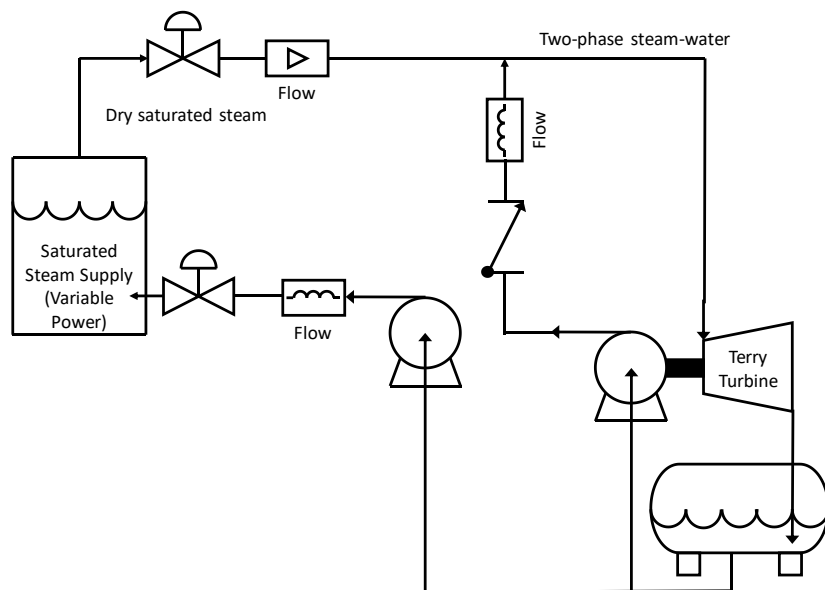 Two-phase steam-water
Flow
Dry saturated steam
Flow
Saturated
Steam Supply
(Variable
Power)
Flow
Terry
Turbine